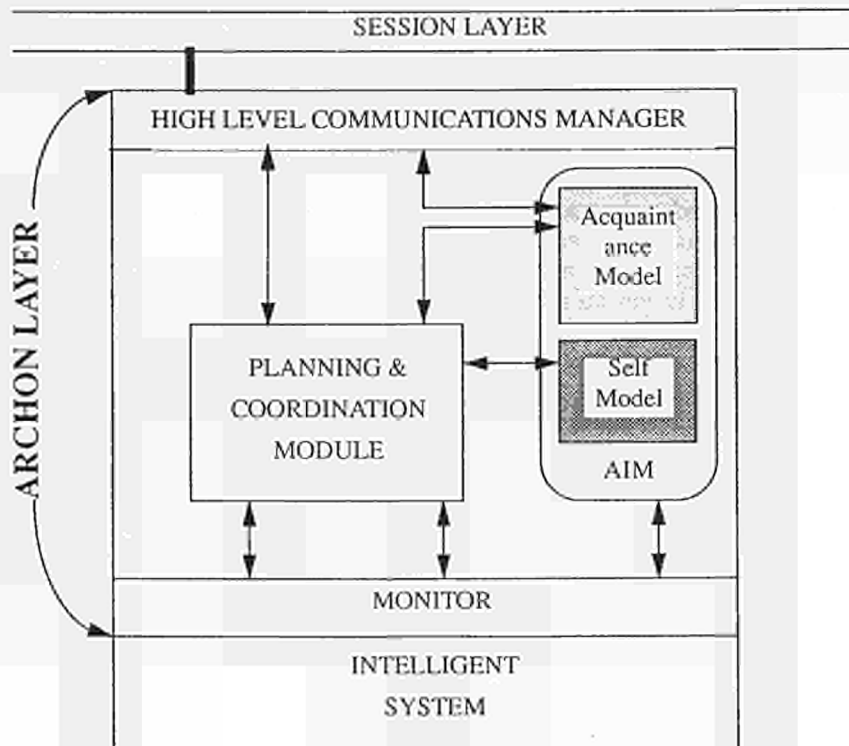 SESSION LAYER
HIGH LEVEL COMMUNICATIONS MANAGER
ARCHON LAYER
Acquaint
ance
Model
PLANNING &
COORDINATION
MODULE
Self
Model
AIM
MONITOR
INTELLIGENT
SYSTEM